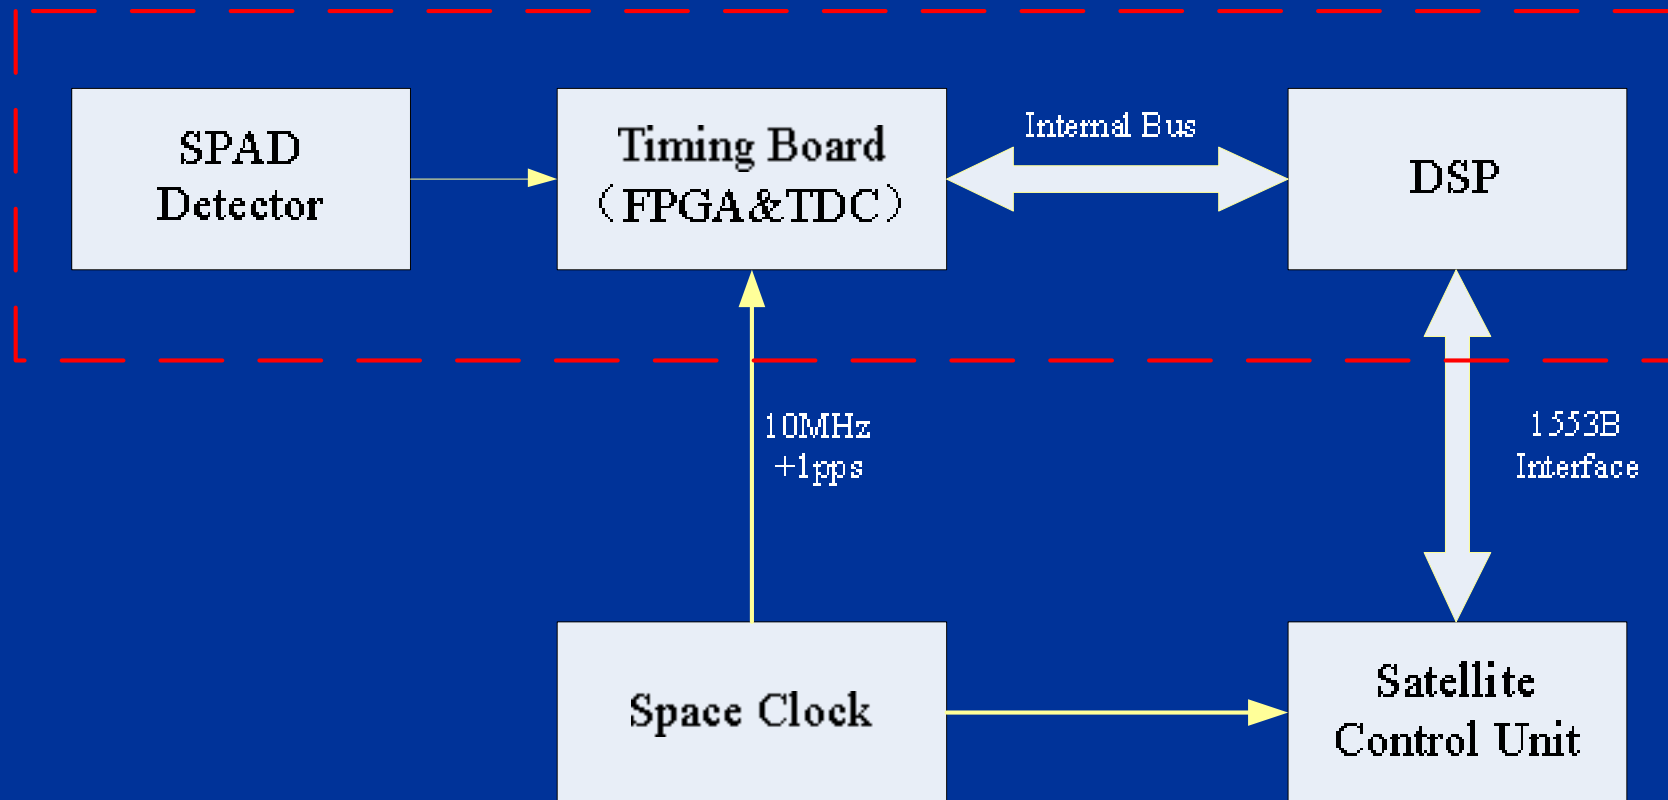 SPAD
Detector
Timing Board
（FPGA&TDC）
Internal Bus
DSP
10MHz
+1pps
1553B
Interface
Space Clock
Satellite
Control Unit